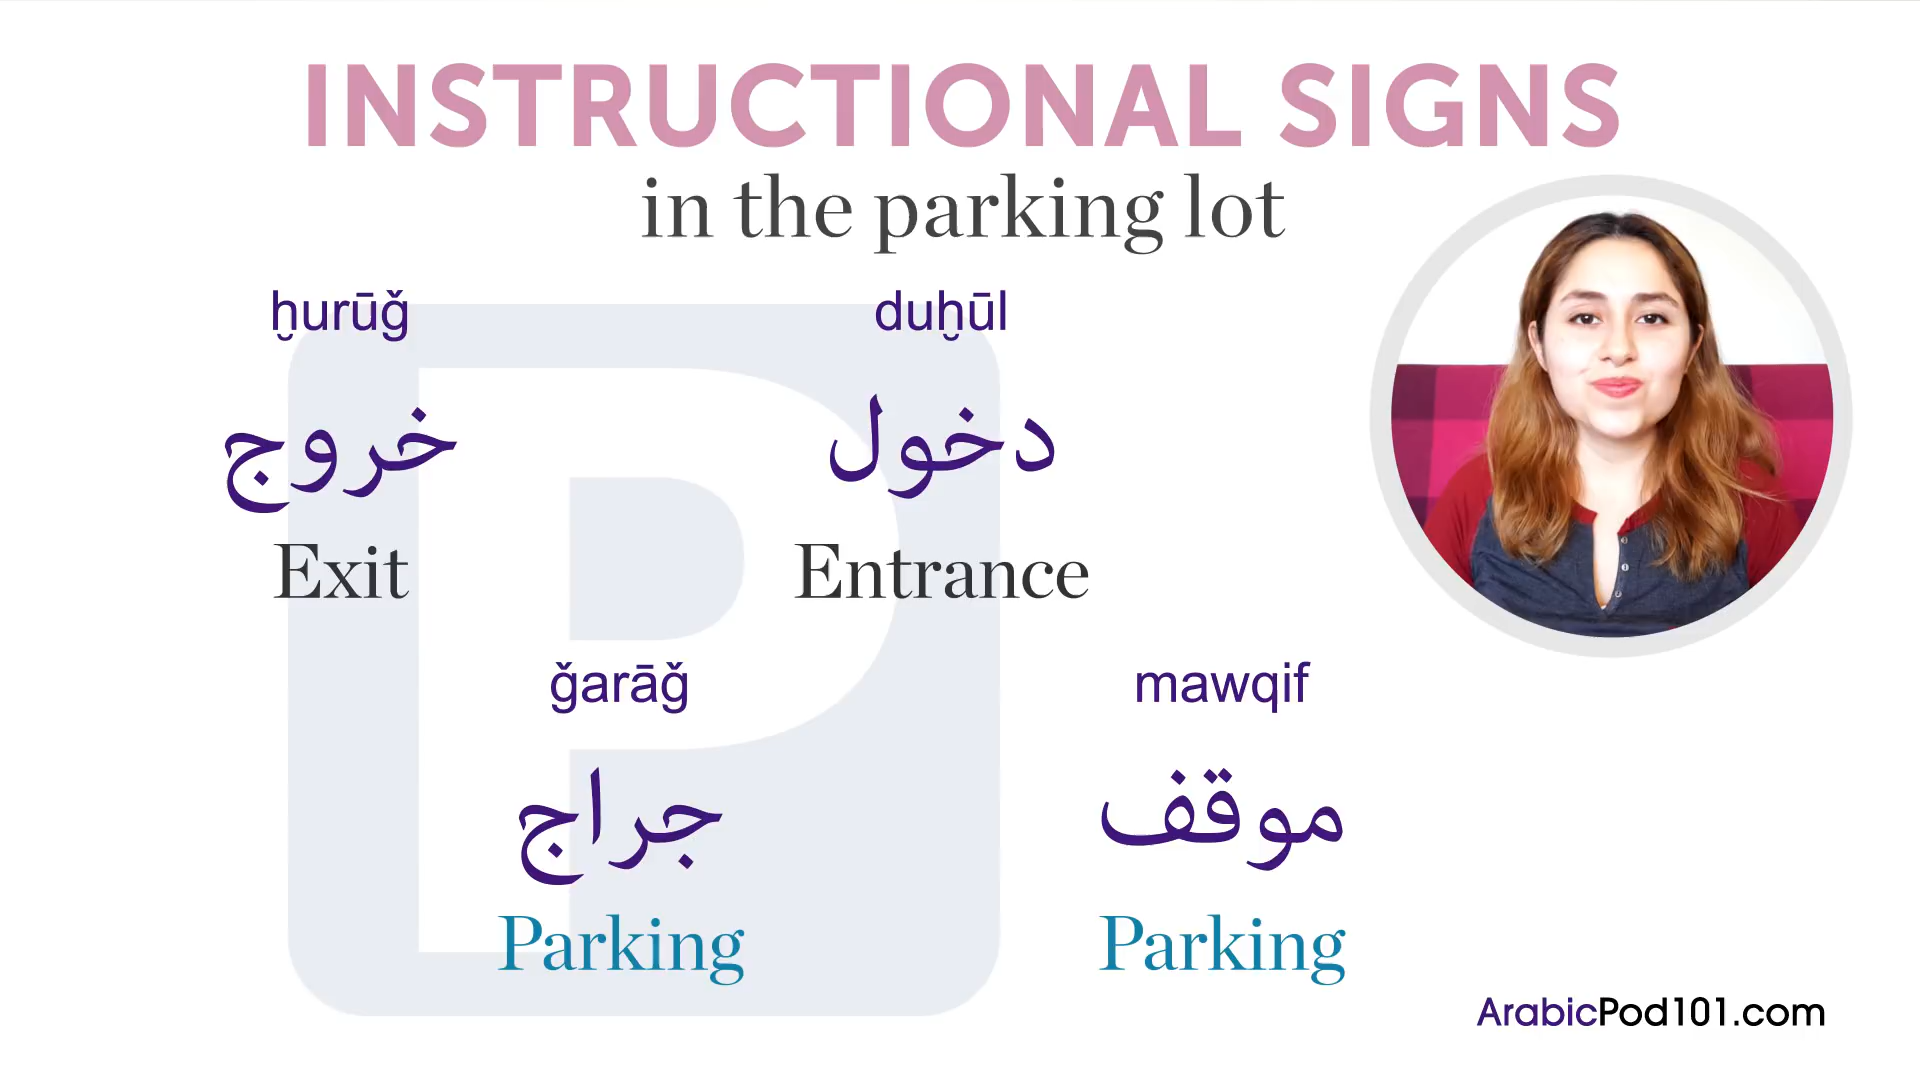 INSTRUCTIONAL SIGNS
in the parking lot
ḫurūǧ
خروج
Exit
duḫūl
دخول
Entrance
ǧarāǧ
جراج
Parking
mawqif
موقف
Parking
ArabicPod101.com